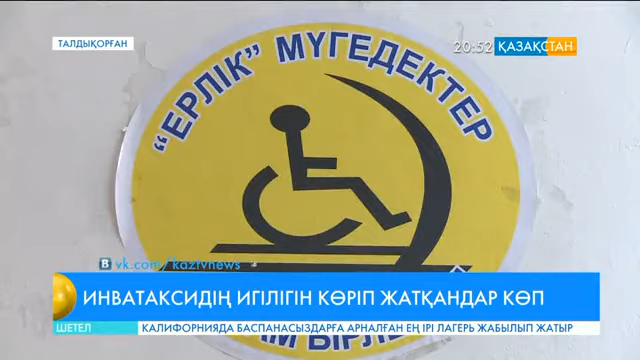 ТАЛДЫҚОРҒАН
20:52 ҚАЗАҚСТАН
"ЕРЛІК" МҮГЕДЕКТЕР
vk.com/kaztvnews
ИНВАТАКСИДІҢ ИГІЛІГІН КӨРІП ЖАТҚАНДАР КӨП
ШЕТЕЛ
КАЛИФОРНИЯДА БАСПАНАСЫЗДАРҒА АРНАЛҒАН ЕҢ ІРІ ЛАГЕРЬ ЖАБЫЛЫП ЖАТЫР